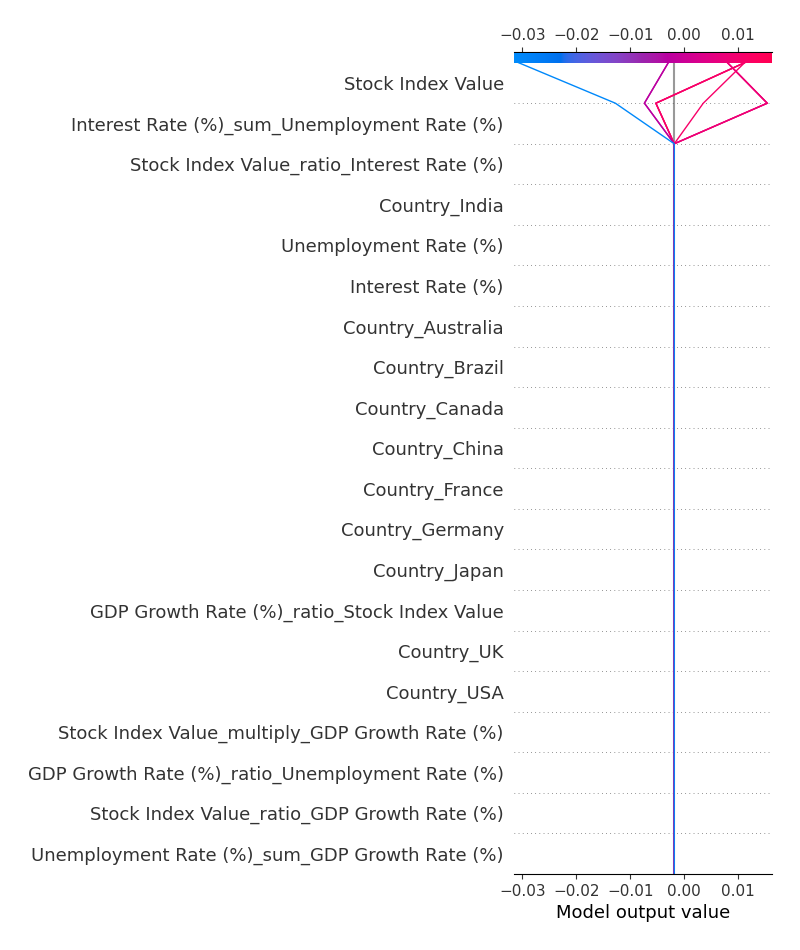 −0.03 −0.02 −0.01 0.00 0.01
Stock Index Value
Interest Rate (%)_sum_Unemployment Rate (%)
Stock Index Value_ratio_Interest Rate (%)
Country_India
Unemployment Rate (%)
Interest Rate (%)
Country_Australia
Country_Brazil
Country_Canada
Country_China
Country_France
Country_Germany
Country_Japan
GDP Growth Rate (%)_ratio_Stock Index Value
Country_UK
Country_USA
Stock Index Value_multiply_GDP Growth Rate (%)
GDP Growth Rate (%)_ratio_Unemployment Rate (%)
Stock Index Value_ratio_GDP Growth Rate (%)
Unemployment Rate (%)_sum_GDP Growth Rate (%)
−0.03 −0.02 −0.01 0.00 0.01
Model output value